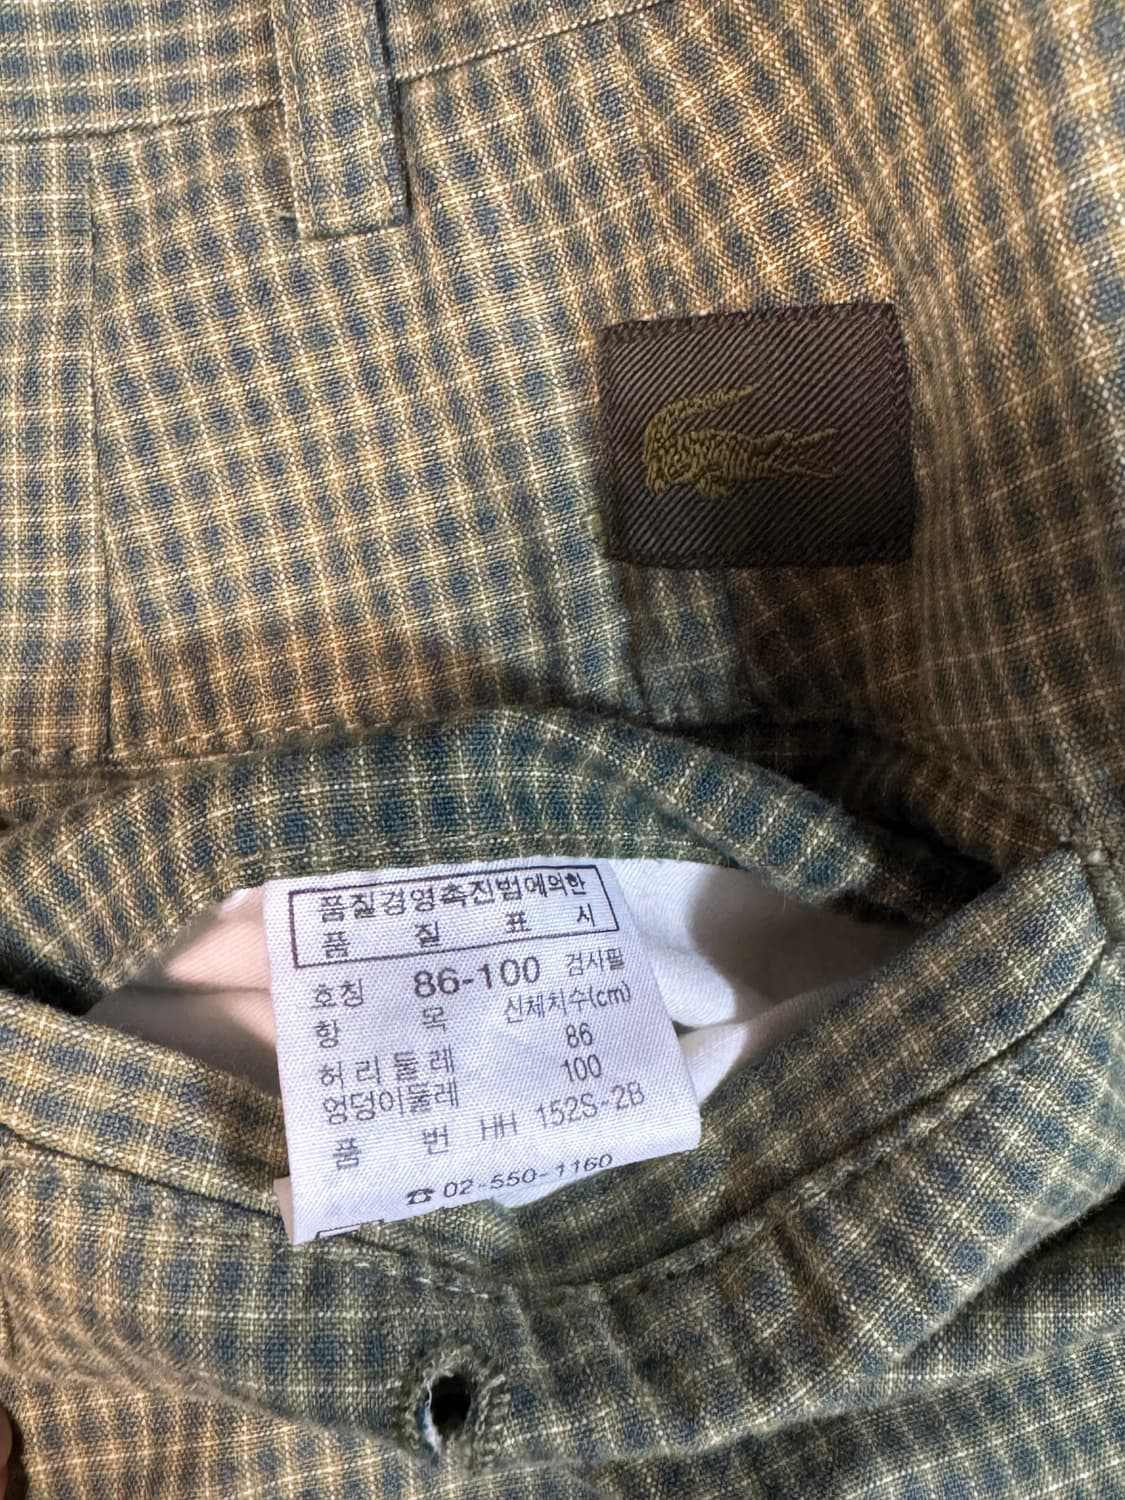 품질경영촉진법에의한
품 질 표 시
호칭 86-100 검사필
항 목 신체치수(cm)
허리둘레 86
엉덩이둘레 100
품 번 HH 152S-2B
☎ 02-550-1160